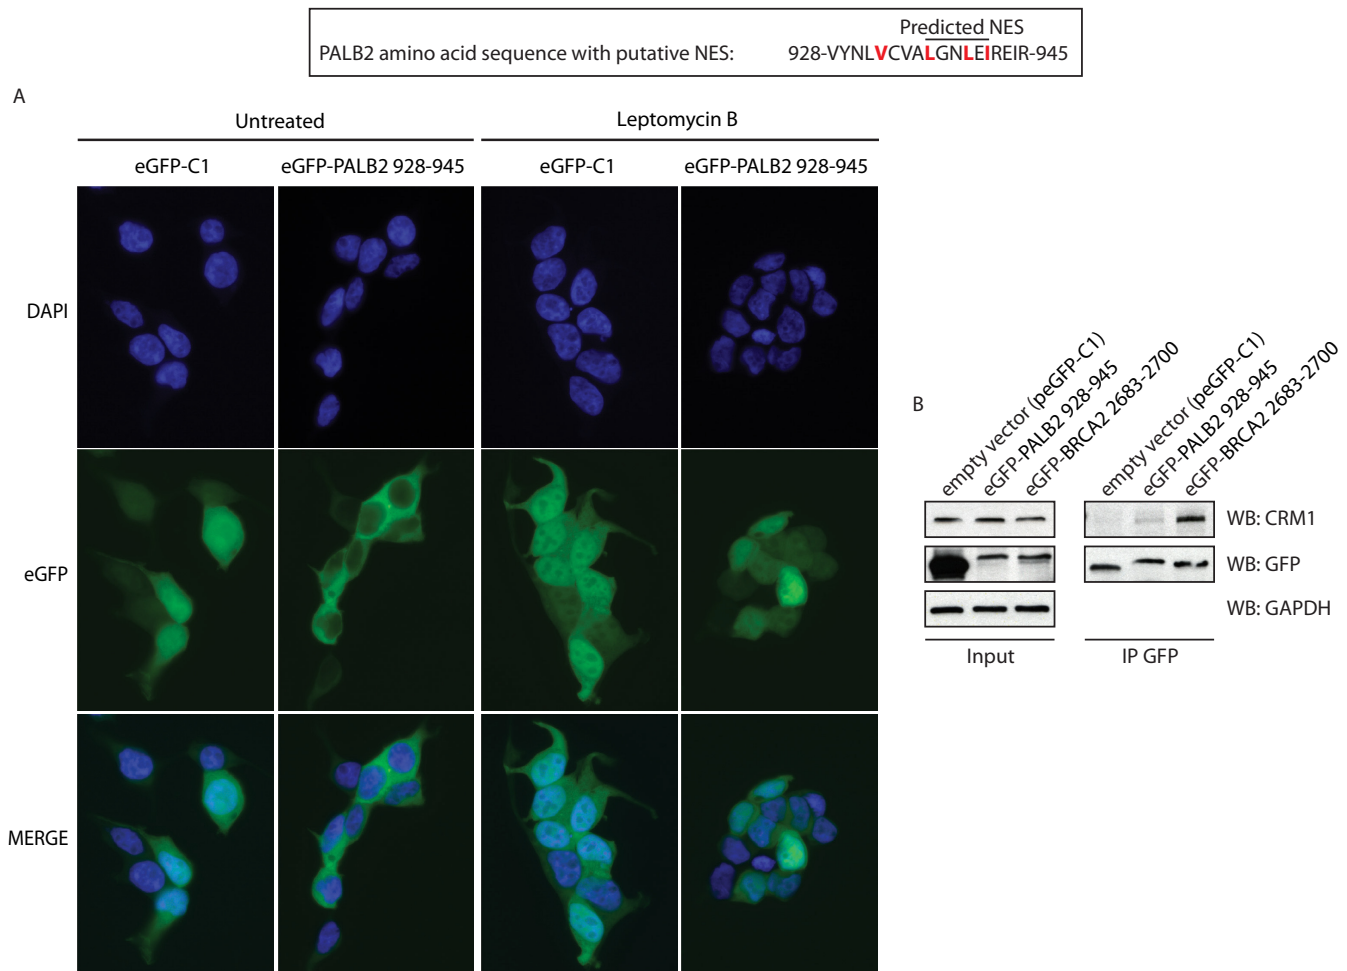 Predicted NES
PALB2 amino acid sequence with putative NES: 928-VYNLVCVALGNLEIREIR-945
A
Untreated
Leptomycin B
eGFP-C1
eGFP-PALB2 928-945
eGFP-C1
eGFP-PALB2 928-945
DAPI
eGFP
MERGE
B
empty vector (peGFP-C1)
eGFP-PALB2 928-945
eGFP-BRCA2 2683-2700
empty vector (peGFP-C1)
eGFP-PALB2 928-945
eGFP-BRCA2 2683-2700
WB: CRM1
WB: GFP
WB: GAPDH
Input
IP GFP